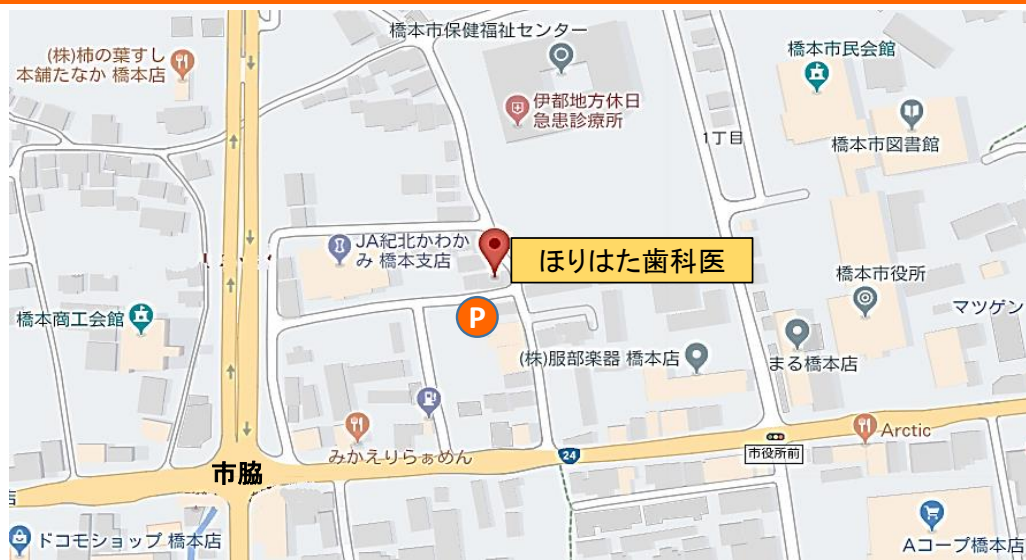 橋本市保健福祉センター
(株)柿の葉すし
本舗たなか 橋本店
橋本市民会館
伊都地方休日
急患診療所
1丁目
橋本市図書館
JA紀北かわか
み 橋本支店
ほりはた歯科医
橋本市役所
マツゲン
橋本商工会館
P
(株)服部楽器 橋本店
まる橋本店
Arctic
みかえりらぁめん
24
市役所前
市脇
店
ドコモショップ 橋本店
Aコープ橋本店